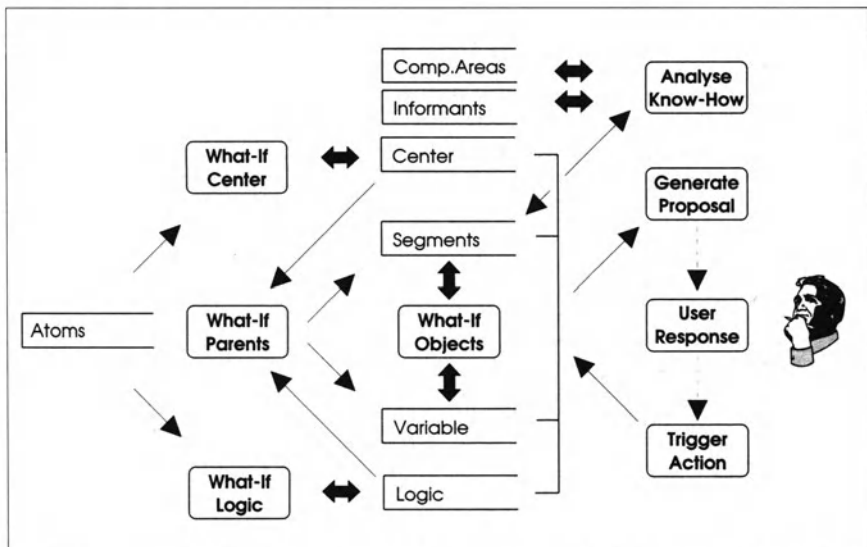 Comp.Areas
Analyse
Know-How
Informants
What-If
Center
Center
Generate
Proposal
Segments
Atoms
What-If
Parents
What-If
Objects
User
Response
Variable
Trigger
Action
What-If
Logic
Logic